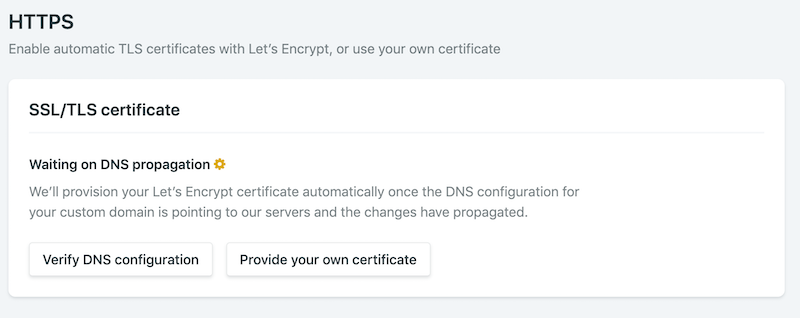 HTTPS
Enable automatic TLS certificates with Let’s Encrypt, or use your own certificate
SSL/TLS certificate
Waiting on DNS propagation
We’ll provision your Let’s Encrypt certificate automatically once the DNS configuration for
your custom domain is pointing to our servers and the changes have propagated.
Verify DNS configuration
Provide your own certificate